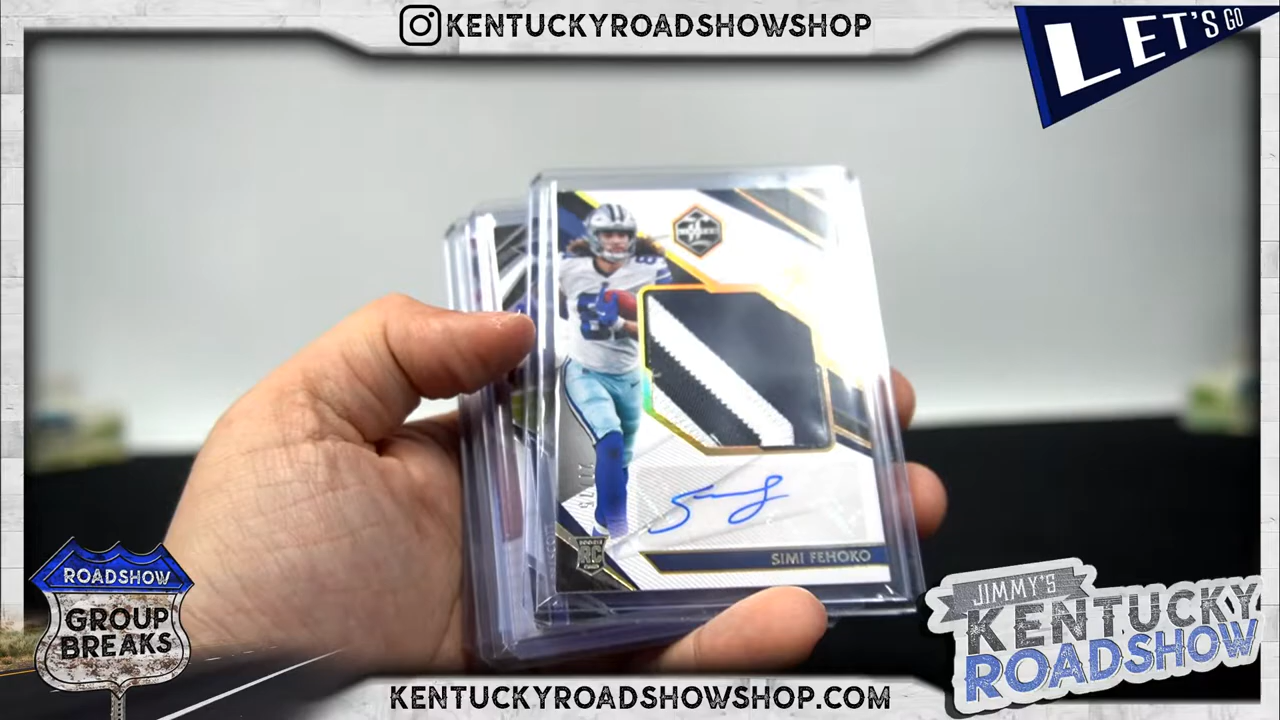 KENTUCKYROADSHOWSHOP
LET'S GO
SIMI FEHOKO
RC
ROADSHOW
GROUP
BREAKS
JIMMY'S
KENTUCKY
ROADSHOW
KENTUCKYROADSHOWSHOP.COM